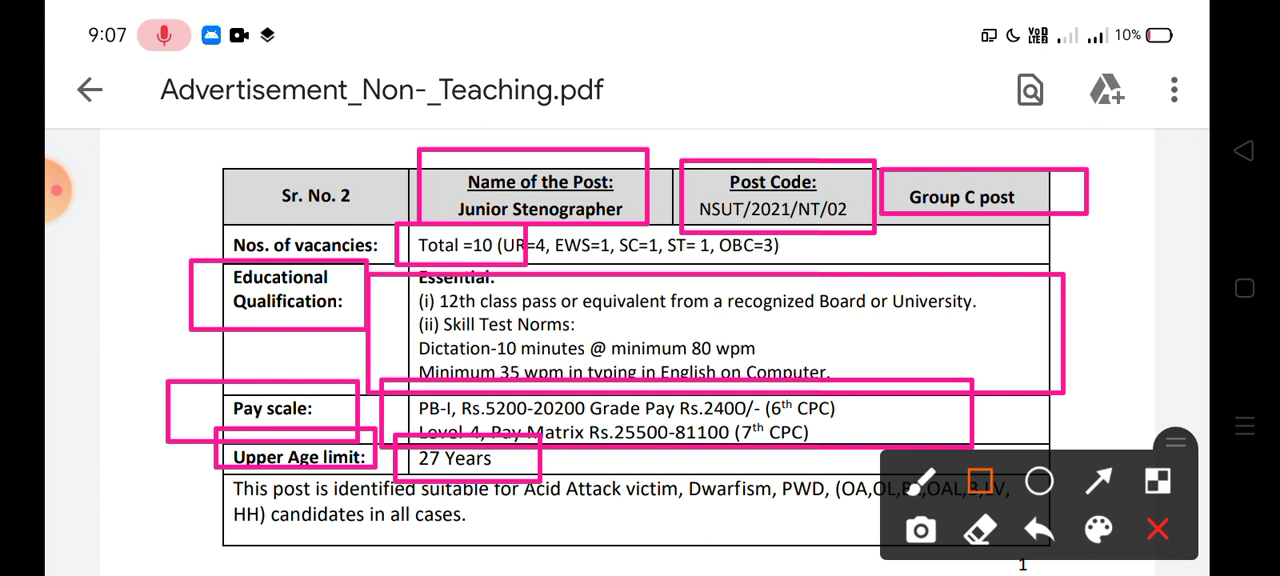 9:07
VoD LTE2
10%
Advertisement_Non-_Teaching.pdf
Sr. No. 2
Name of the Post:
Junior Stenographer
Post Code:
NSUT/2021/NT/02
Group C post
Nos. of vacancies:
Total =10 (UR=4, EWS=1, SC=1, ST= 1, OBC=3)
Educational
Qualification:
Essential:
(i) 12th class pass or equivalent from a recognized Board or University.
(ii) Skill Test Norms:
Dictation-10 minutes @ minimum 80 wpm
Minimum 35 wpm in typing in English on Computer.
Pay scale:
PB-I, Rs.5200-20200 Grade Pay Rs.2400/- (6th CPC)
Level-4, Pay Matrix Rs.25500-81100 (7th CPC)
Upper Age limit:
27 Years
This post is identified suitable for Acid Attack victim, Dwarfism, PWD, (OA,OL,
HH) candidates in all cases.
1